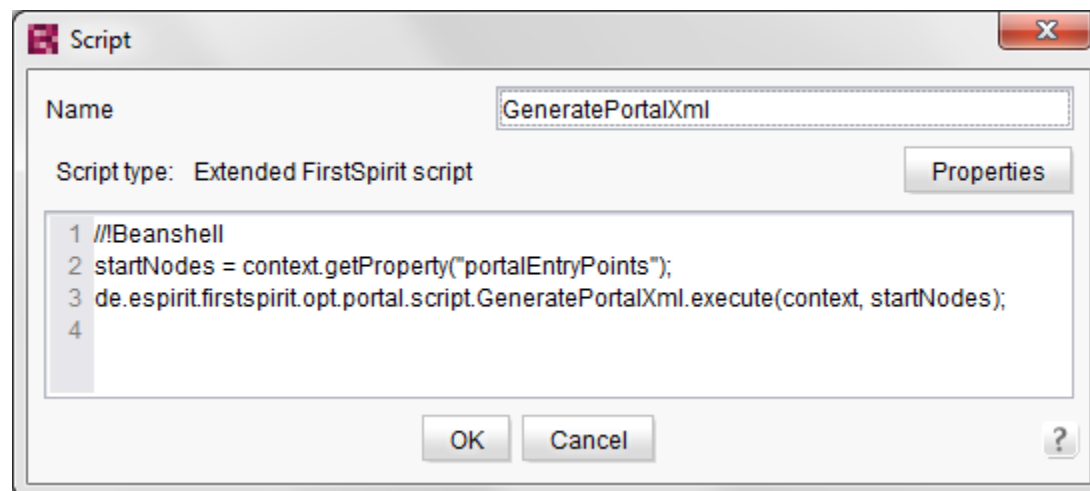 Script
Name GeneratePortalXml
Script type: Extended FirstSpirit script Properties
1 //!Beanshell
2 startNodes = context.getProperty("portalEntryPoints");
3 de.espirit.firstspirit.opt.portal.script.GeneratePortalXml.execute(context, startNodes);
4
OK Cancel ?